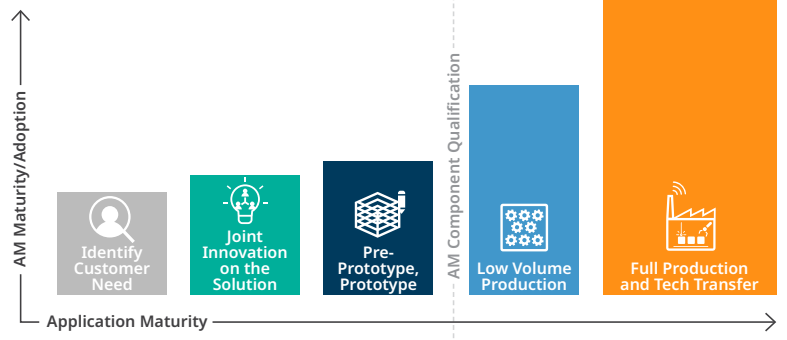 AM Maturity/Adoption
Identify
Customer
Need
Joint
Innovation
on the
Solution
Pre-
Prototype,
Prototype
AM Component Qualification
Low Volume
Production
Full Production
and Tech Transfer
Application Maturity